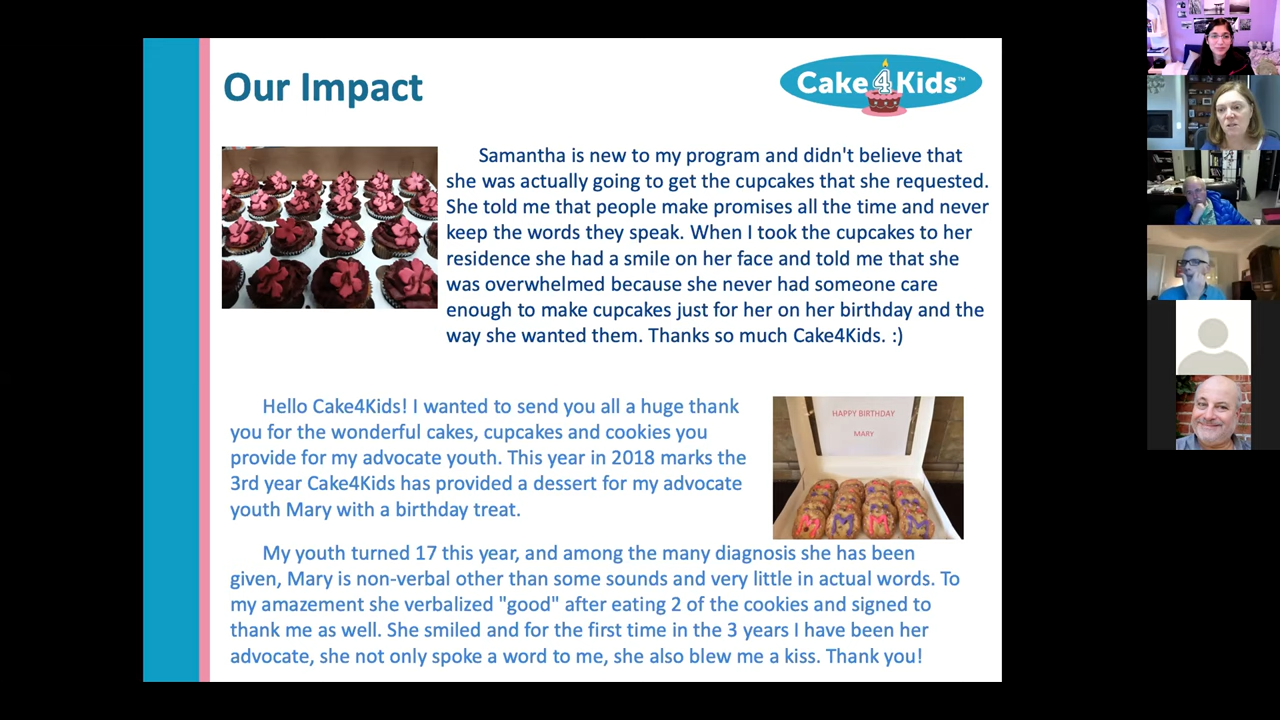 Our Impact
Cake4Kids™
Samantha is new to my program and didn't believe that
she was actually going to get the cupcakes that she requested.
She told me that people make promises all the time and never
keep the words they speak. When I took the cupcakes to her
residence she had a smile on her face and told me that she
was overwhelmed because she never had someone care
enough to make cupcakes just for her on her birthday and the
way she wanted them. Thanks so much Cake4Kids. :)
Hello Cake4Kids! I wanted to send you all a huge thank
you for the wonderful cakes, cupcakes and cookies you
provide for my advocate youth. This year in 2018 marks the
3rd year Cake4Kids has provided a dessert for my advocate
youth Mary with a birthday treat.
HAPPY BIRTHDAY
MARY
M M M M
My youth turned 17 this year, and among the many diagnosis she has been
given, Mary is non-verbal other than some sounds and very little in actual words. To
my amazement she verbalized "good" after eating 2 of the cookies and signed to
thank me as well. She smiled and for the first time in the 3 years I have been her
advocate, she not only spoke a word to me, she also blew me a kiss. Thank you!